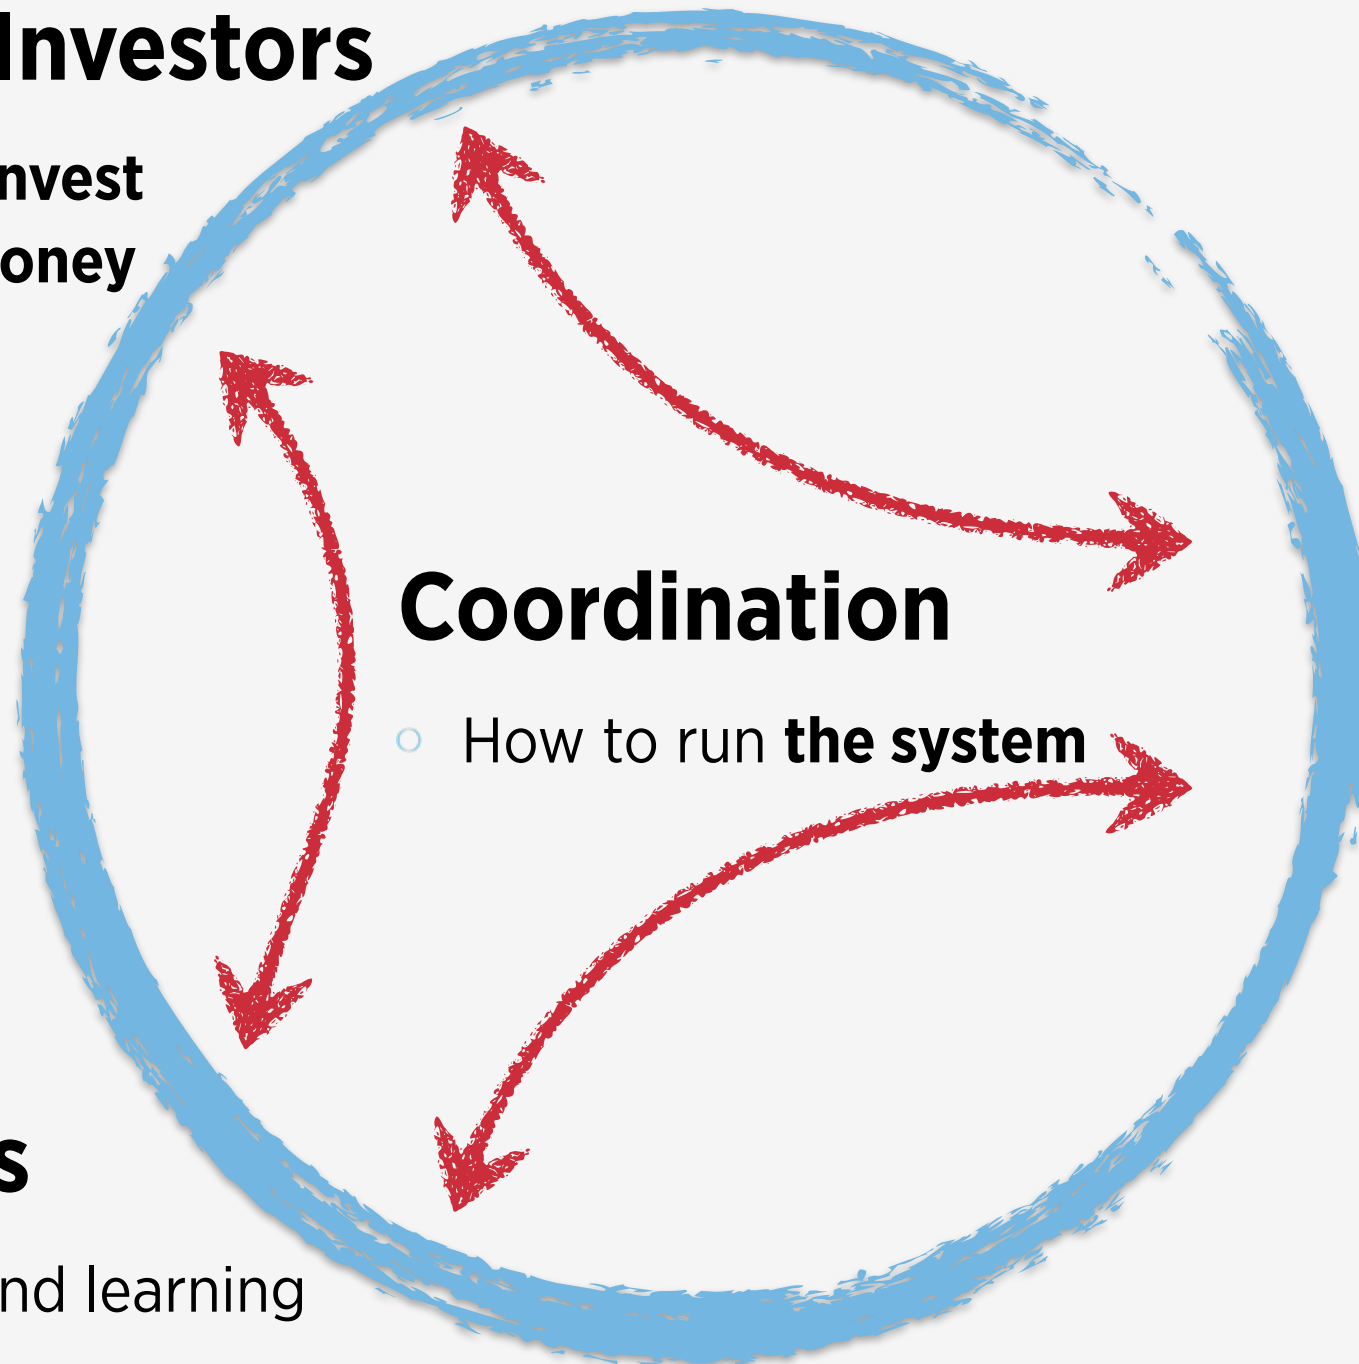 Investors
nvest
oney
Coordination
How to run the system
s
nd learning